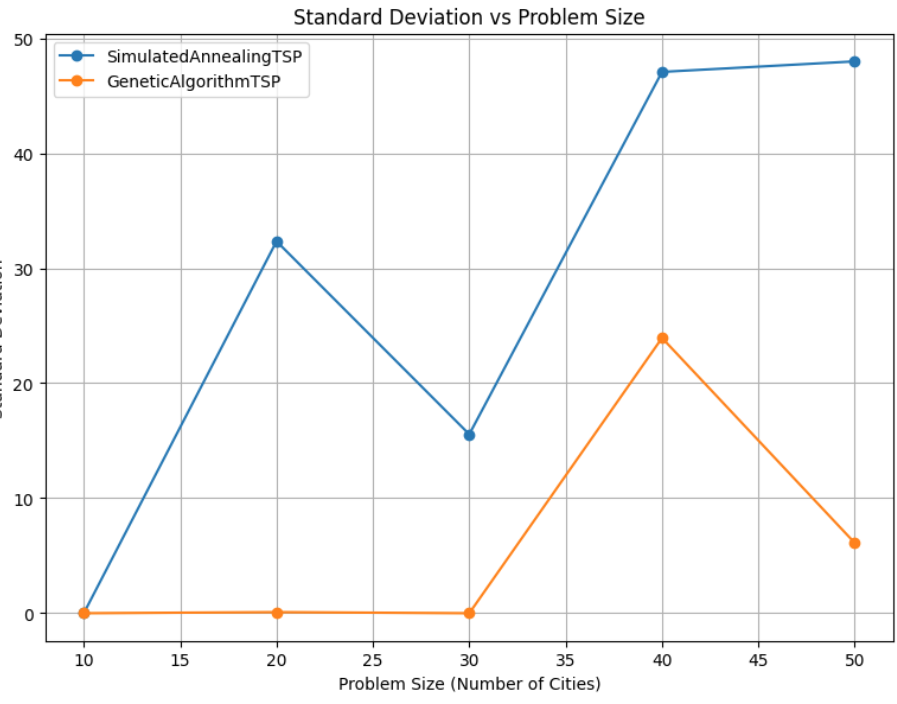 Standard Deviation vs Problem Size
SimulatedAnnealingTSP
GeneticAlgorithmTSP
50
40
30
20
10
0
10 15 20 25 30 35 40 45 50
Problem Size (Number of Cities)